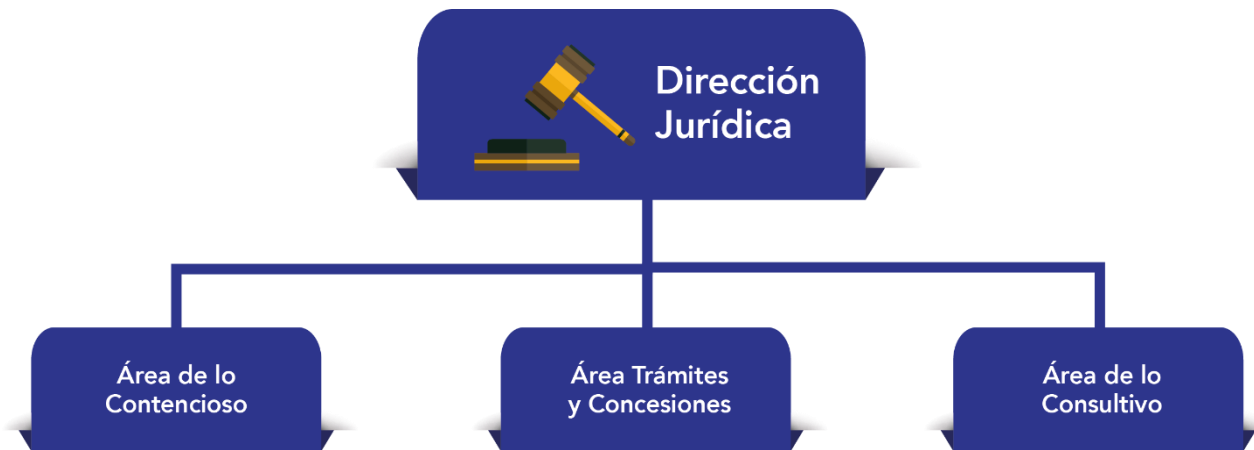 Dirección
Jurídica
Área de lo
Contencioso
Área Trámites
y Concesiones
Área de lo
Consultivo